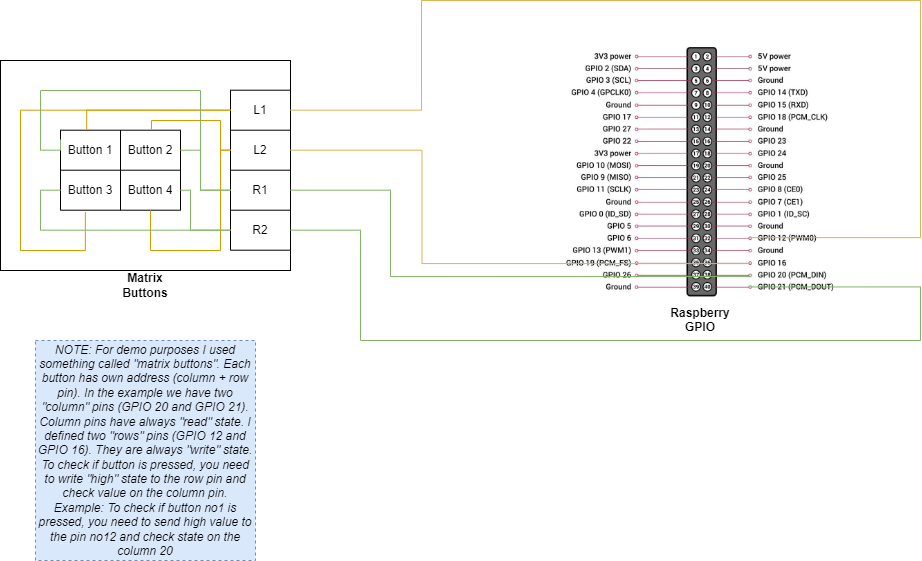 L1
Button 1
Button 2
L2
Button 3
Button 4
R1
R2
Matrix
Buttons
3V3 power
1
2
5V power
GPIO 2 (SDA)
3
4
5V power
GPIO 3 (SCL)
5
6
Ground
GPIO 4 (GPCLK0)
7
8
GPIO 14 (TXD)
Ground
9
10
GPIO 15 (RXD)
GPIO 17
11
12
GPIO 18 (PCM_CLK)
GPIO 27
13
14
Ground
GPIO 22
15
16
GPIO 23
3V3 power
17
18
GPIO 24
GPIO 10 (MOSI)
19
20
Ground
GPIO 9 (MISO)
21
22
GPIO 25
GPIO 11 (SCLK)
23
24
GPIO 8 (CE0)
Ground
25
26
GPIO 7 (CE1)
GPIO 0 (ID_SD)
27
28
GPIO 1 (ID_SC)
GPIO 5
29
30
Ground
GPIO 6
31
32
GPIO 12 (PWM0)
GPIO 13 (PWM1)
33
34
Ground
GPIO 19 (PCM_FS)
35
36
GPIO 16
GPIO 26
37
38
GPIO 20 (PCM_DIN)
Ground
39
40
GPIO 21 (PCM_DOUT)
Raspberry
GPIO
NOTE: For demo purposes I used
something called "matrix buttons". Each
button has own address (column + row
pin). In the example we have two
"column" pins (GPIO 20 and GPIO 21).
Column pins have always "read" state. I
defined two "rows" pins (GPIO 12 and
GPIO 16). They are always "write" state.
To check if button is pressed, you need
to write "high" state to the row pin and
check value on the column pin.
Example: To check if button no1 is
pressed, you need to send high value to
the pin no12 and check state on the
column 20